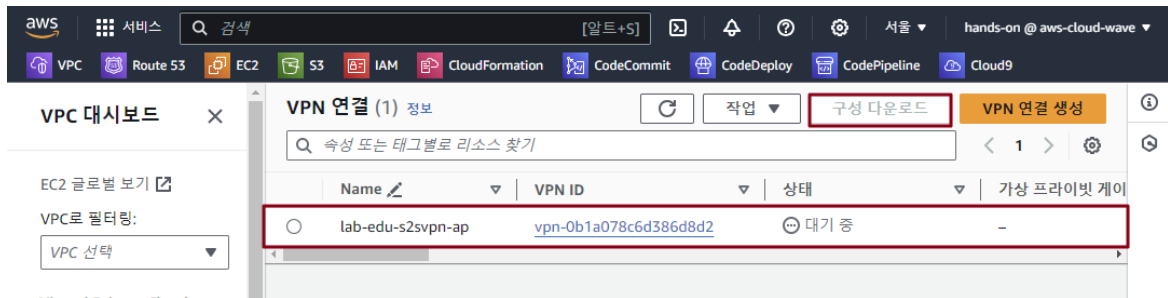 aws 서비스 검색 [알트+S] 서울 ▼ hands-on @ aws-cloud-wave ▼
VPC Route 53 EC2 S3 IAM CloudFormation CodeCommit CodeDeploy CodePipeline Cloud9
VPC 대시보드
VPN 연결 (1) 정보 작업 ▼ 구성 다운로드 VPN 연결 생성
속성 또는 태그별로 리소스 찾기 < 1 >
EC2 글로벌 보기
Name VPN ID 상태 가상 프라이빗 게이
VPC로 필터링:
lab-edu-s2svpn-ap vpn-0b1a078c6d386d8d2 대기 중 –
VPC 선택 ▼